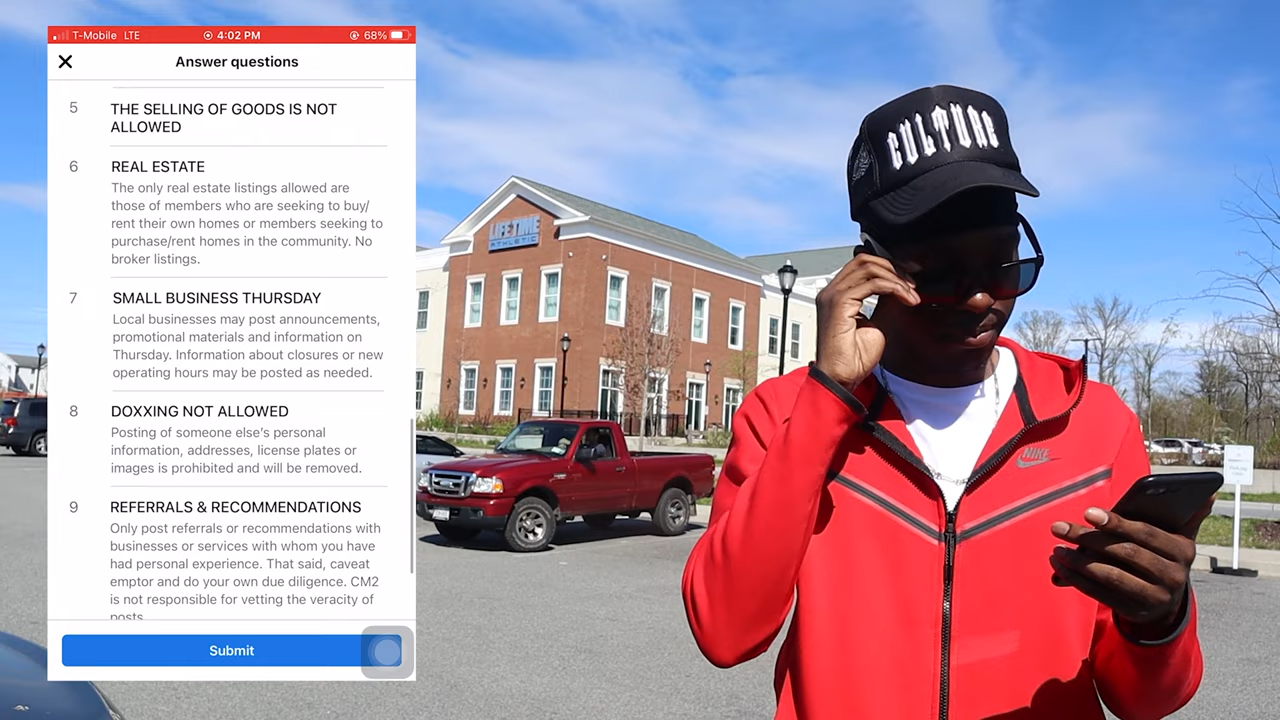 T-Mobile LTE 4:02 PM 68%
Answer questions
5 THE SELLING OF GOODS IS NOT
ALLOWED
6 REAL ESTATE
The only real estate listings allowed are
those of members who are seeking to buy/
rent their own homes or members seeking to
purchase/rent homes in the community. No
broker listings.
7 SMALL BUSINESS THURSDAY
Local businesses may post announcements,
promotional materials and information on
Thursday. Information about closures or new
operating hours may be posted as needed.
8 DOXXING NOT ALLOWED
Posting of someone else's personal
information, addresses, license plates or
images is prohibited and will be removed.
9 REFERRALS & RECOMMENDATIONS
Only post referrals or recommendations with
businesses or services with whom you have
had personal experience. That said, caveat
emptor and do your own due diligence. CM2
is not responsible for vetting the veracity of
posts.
Submit
LIFETIME
ATHLETIC
CULTURE
NIKE